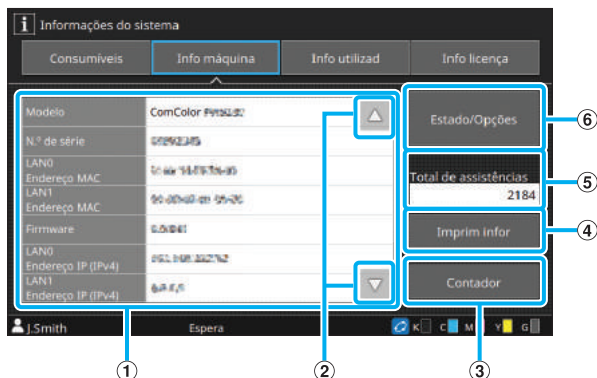 i Informações do sistema
Consumíveis Info máquina Info utilizad Info licença
Modelo ComColor
N.º de série
LAN0
Endereço MAC
LAN1
Endereço MAC
Firmware
LAN0
Endereço IP (IPv4)
LAN1
Endereço IP (IPv4)
Estado/Opções
Total de assistências
2184
Imprim infor
Contador
J.Smith Espera K C M Y G
6
5
4
1 2 3